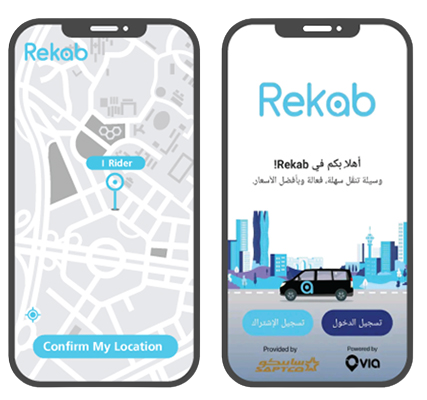 Rekab
1 Rider
Confirm My Location
Rekab
أهلا بكم في Rekab!
وسيلة تنقل سهلة، فعالة وبأفضل الأسعار.
تسجيل الدخول
تسجيل الإشتراك
Provided by
Powered by
سابتكو
SAPTCO
via